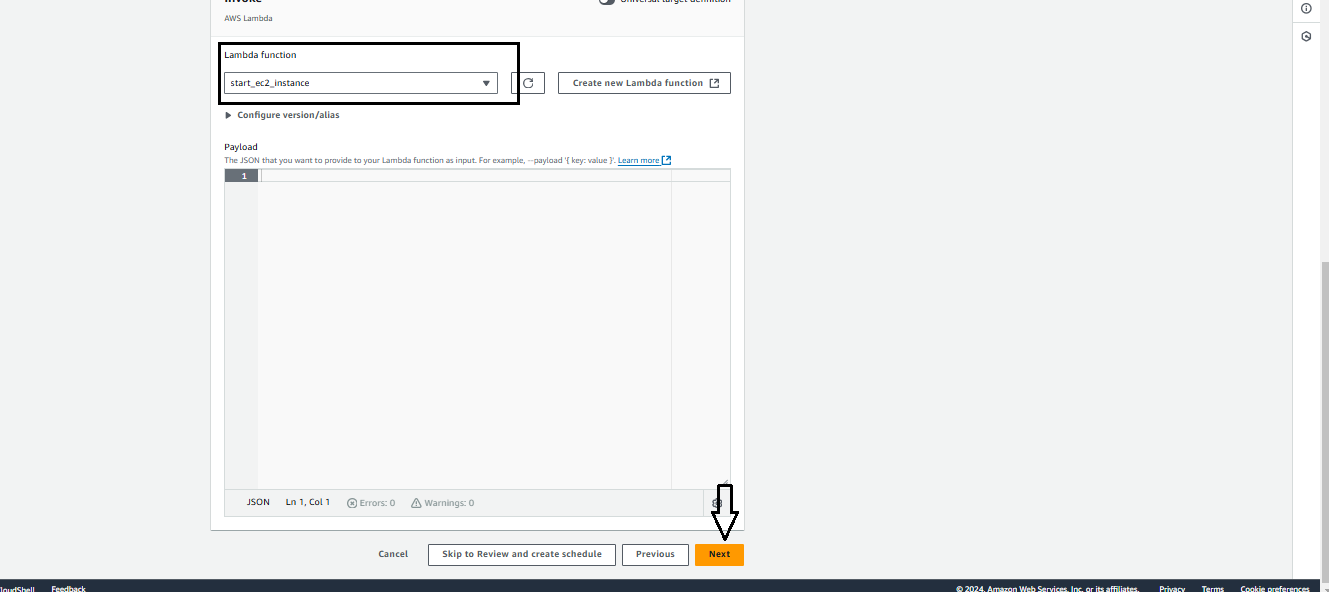 Invoke
Universal target definition
AWS Lambda
Lambda function
start_ec2_instance
Create new Lambda function
Configure version/alias
Payload
The JSON that you want to provide to your Lambda function as input. For example, --payload '{ key: value }'. Learn more
1
JSON Ln 1, Col 1 Errors: 0 Warnings: 0
Cancel Skip to Review and create schedule Previous Next
loudShell Feedback © 2024, Amazon Web Services, Inc. or its affiliates. Privacy Terms Cookie preferences